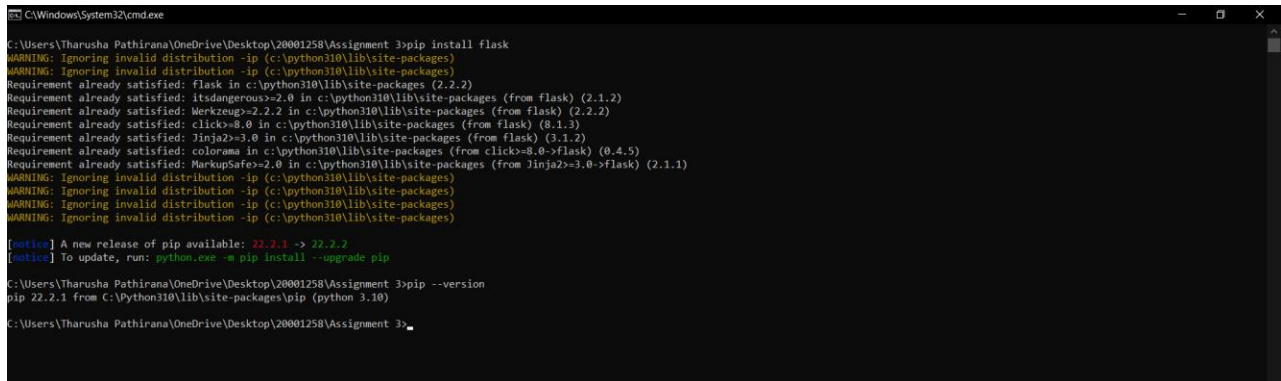 C:\Windows\System32\cmd.exe
C:\Users\Tharusha Pathirana\OneDrive\Desktop\20001258\Assignment 3>pip install flask
WARNING: Ignoring invalid distribution -ip (c:\python310\lib\site-packages)
WARNING: Ignoring invalid distribution -ip (c:\python310\lib\site-packages)
Requirement already satisfied: flask in c:\python310\lib\site-packages (2.2.2)
Requirement already satisfied: itsdangerous>=2.0 in c:\python310\lib\site-packages (from flask) (2.1.2)
Requirement already satisfied: Werkzeug>=2.2.2 in c:\python310\lib\site-packages (from flask) (2.2.2)
Requirement already satisfied: click>=8.0 in c:\python310\lib\site-packages (from flask) (8.1.3)
Requirement already satisfied: Jinja2>=3.0 in c:\python310\lib\site-packages (from flask) (3.1.2)
Requirement already satisfied: colorama in c:\python310\lib\site-packages (from click>=8.0->flask) (0.4.5)
Requirement already satisfied: MarkupSafe>=2.0 in c:\python310\lib\site-packages (from Jinja2>=3.0->flask) (2.1.1)
WARNING: Ignoring invalid distribution -ip (c:\python310\lib\site-packages)
WARNING: Ignoring invalid distribution -ip (c:\python310\lib\site-packages)
WARNING: Ignoring invalid distribution -ip (c:\python310\lib\site-packages)
WARNING: Ignoring invalid distribution -ip (c:\python310\lib\site-packages)
[notice] A new release of pip available: 22.2.1 -> 22.2.2
[notice] To update, run: python.exe -m pip install --upgrade pip
C:\Users\Tharusha Pathirana\OneDrive\Desktop\20001258\Assignment 3>pip --version
pip 22.2.1 from C:\Python310\lib\site-packages\pip (python 3.10)
C:\Users\Tharusha Pathirana\OneDrive\Desktop\20001258\Assignment 3>